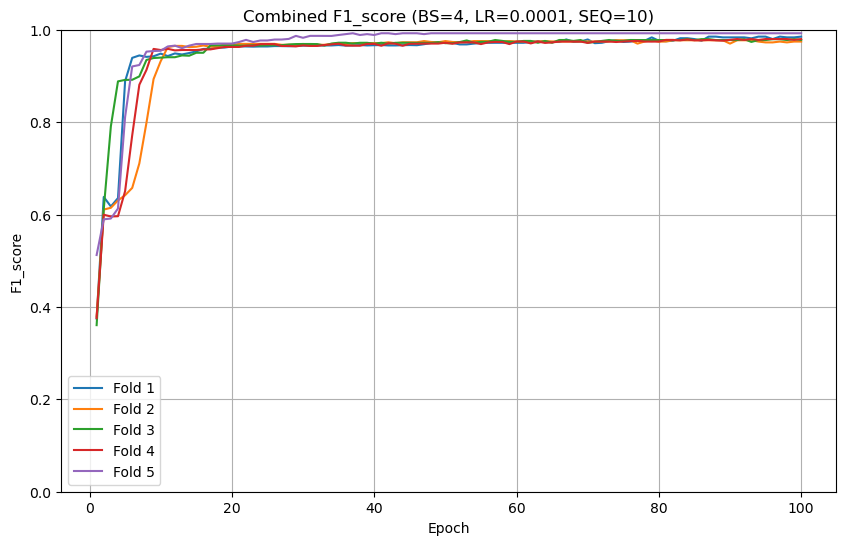 Combined F1_score (BS=4, LR=0.0001, SEQ=10)
F1_score
1.0
0.8
0.6
0.4
0.2
0.0
Fold 1
Fold 2
Fold 3
Fold 4
Fold 5
0
20
40
60
80
100
Epoch